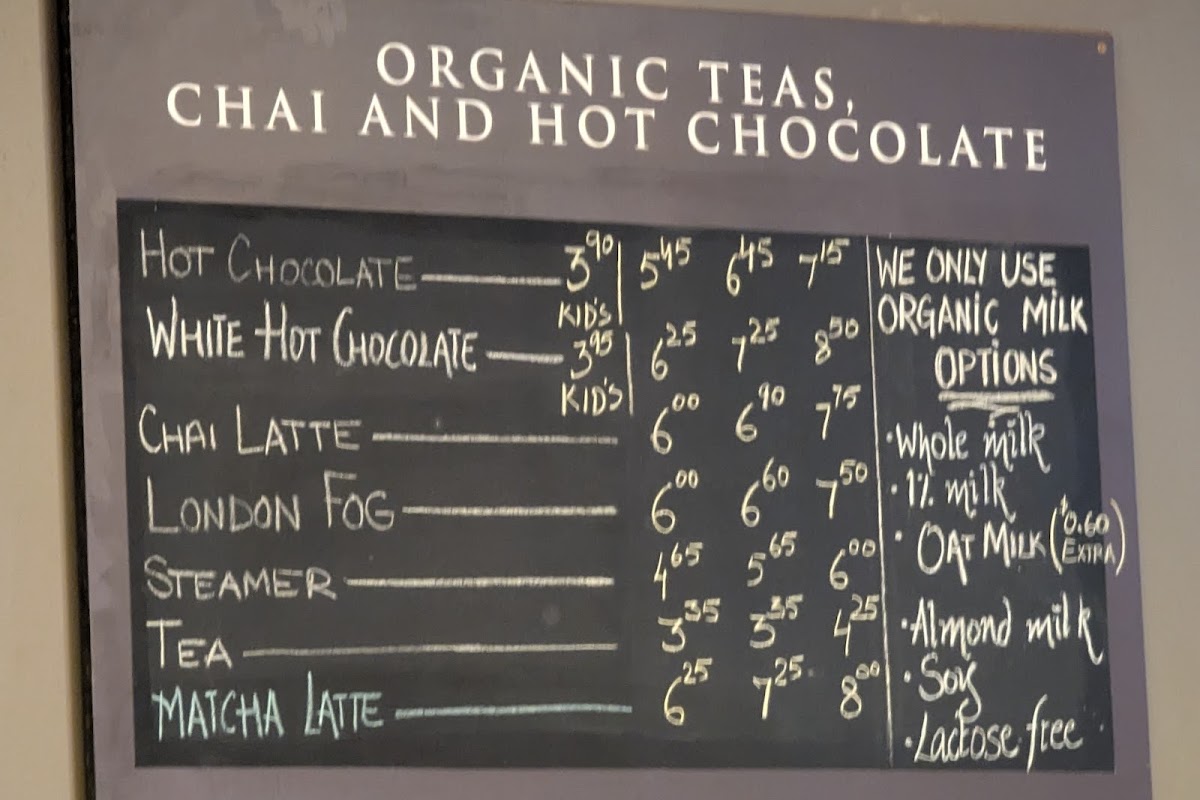 ORGANIC TEAS,
CHAI AND HOT CHOCOLATE
HOT CHOCOLATE 3.90 5.45 6.45 7.15
KID'S
WHITE HOT CHOCOLATE 3.95 6.25 7.25 8.50
KID'S
CHAI LATTE 6.00 6.90 7.75
LONDON FOG 6.00 6.60 7.50
STEAMER 4.65 5.65 6.00
TEA 3.35 3.35 4.25
MATCHA LATTE 6.25 7.25 8.00
WE ONLY USE
ORGANIC MILK
OPTIONS
• Whole milk
• 1% milk
• OAT MILK ($0.60 EXTRA)
• Almond milk
• Soy
• Lactose free